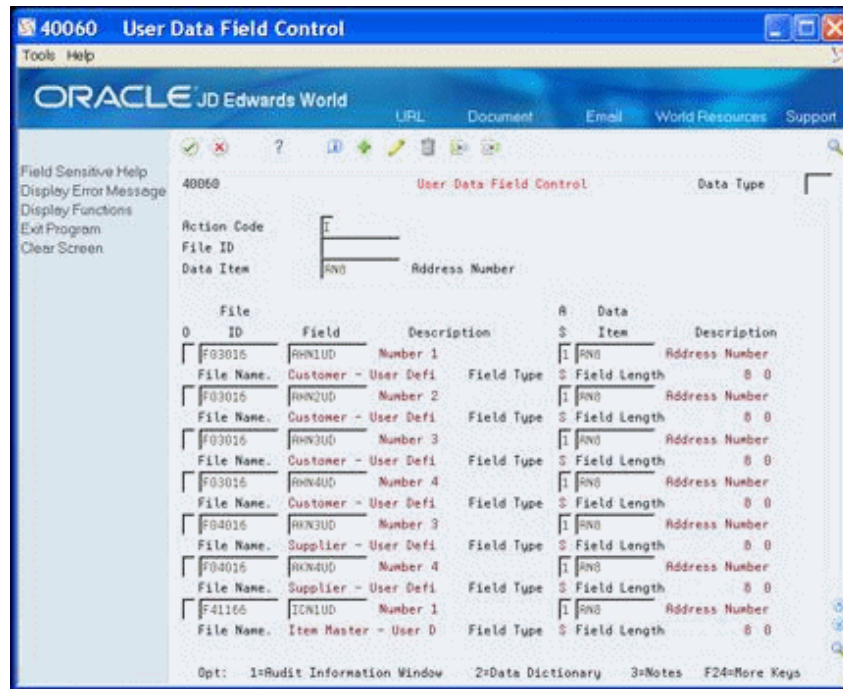 40060 User Data Field Control
Tools Help
ORACLE JD Edwards World
URL Document Email World Resources Support
Field Sensitive Help
Display Error Message
Display Functions
Exit Program
Clear Screen
?
40060 User Data Field Control Data Type
Action Code I
File ID
Data Item AN8 Address Number
File A Data
O ID Field Description S Item Description
F03016 AHN1UD Number 1 1 AN8 Address Number
File Name. Customer - User Defi Field Type S Field Length 8 0
F03016 AHN2UD Number 2 1 AN8 Address Number
File Name. Customer - User Defi Field Type S Field Length 8 0
F03016 AHN3UD Number 3 1 AN8 Address Number
File Name. Customer - User Defi Field Type S Field Length 8 0
F03016 AHN4UD Number 4 1 AN8 Address Number
File Name. Customer - User Defi Field Type S Field Length 8 0
F04016 AKN3UD Number 3 1 AN8 Address Number
File Name. Supplier - User Defi Field Type S Field Length 8 0
F04016 AKN4UD Number 4 1 AN8 Address Number
File Name. Supplier - User Defi Field Type S Field Length 8 0
F41166 ICN1UD Number 1 1 AN8 Address Number
File Name. Item Master - User D Field Type S Field Length 8 0
Opt: 1=Audit Information Window 2=Data Dictionary 3=Notes F24=More Keys